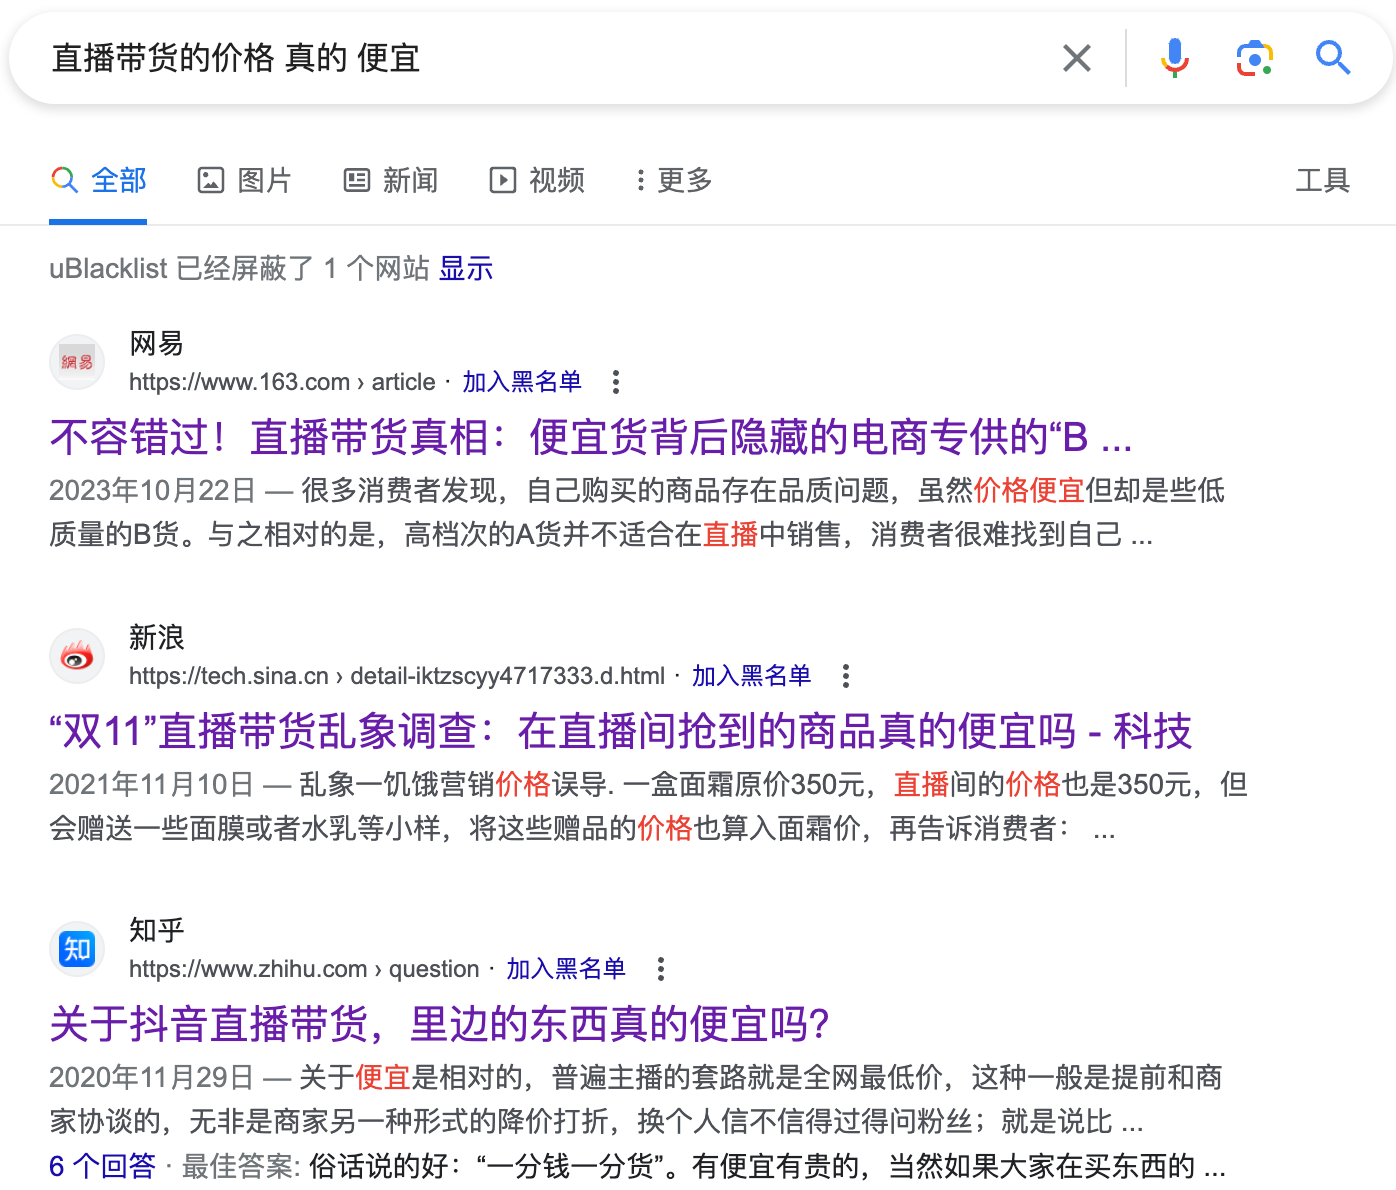 直播带货的价格 真的 便宜
全部 图片 新闻 视频 更多 工具
uBlacklist 已经屏蔽了 1 个网站 显示
網易
网易
https://www.163.com › article · 加入黑名单
不容错过！直播带货真相：便宜货背后隐藏的电商专供的“B ...
2023年10月22日 — 很多消费者发现，自己购买的商品存在品质问题，虽然价格便宜但却是些低
质量的B货。与之相对的是，高档次的A货并不适合在直播中销售，消费者很难找到自己 ...
新浪
https://tech.sina.cn › detail-iktzscyy4717333.d.html · 加入黑名单
“双11”直播带货乱象调查：在直播间抢到的商品真的便宜吗 - 科技
2021年11月10日 — 乱象一饥饿营销价格误导. 一盒面霜原价350元，直播间的价格也是350元，但
会赠送一些面膜或者水乳等小样，将这些赠品的价格也算入面霜价，再告诉消费者： ...
知
知乎
https://www.zhihu.com › question · 加入黑名单
关于抖音直播带货，里边的东西真的便宜吗?
2020年11月29日 — 关于便宜是相对的，普遍主播的套路就是全网最低价，这种一般是提前和商
家协谈的，无非是商家另一种形式的降价打折，换个人信不信得过得问粉丝；就是说比 ...
6 个回答 · 最佳答案: 俗话说的好：“一分钱一分货”。有便宜有贵的，当然如果大家在买东西的 ...